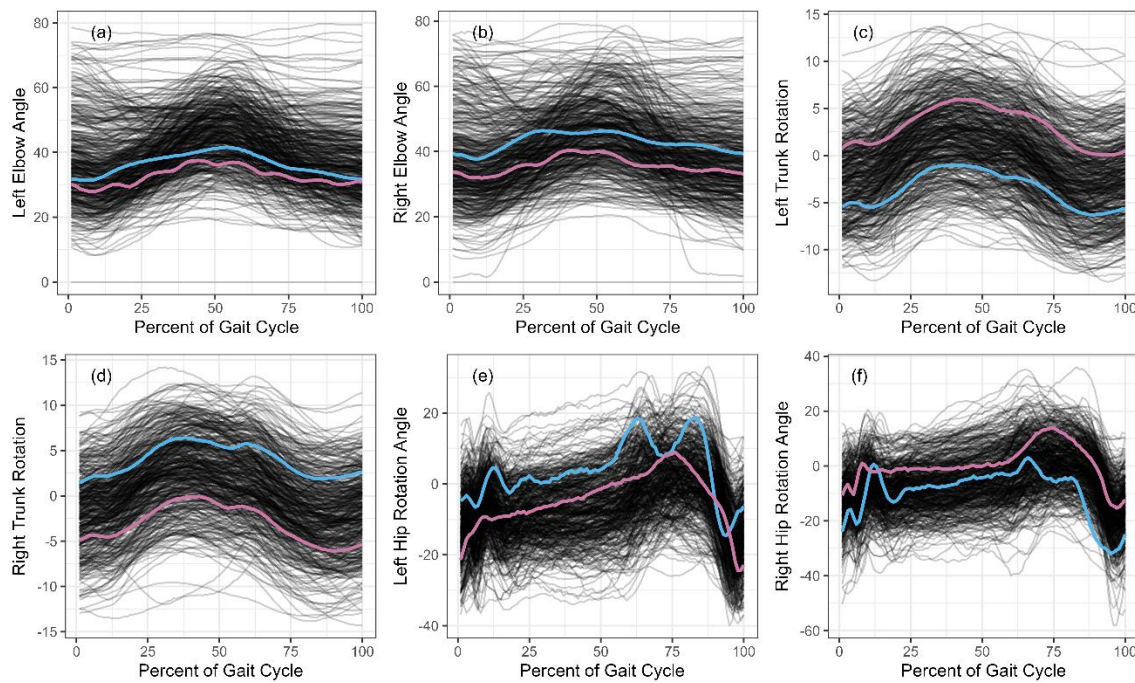 (a)
80
60
40
20
0
Left Elbow Angle
0 25 50 75 100
Percent of Gait Cycle
(b)
80
60
40
20
0
Right Elbow Angle
0 25 50 75 100
Percent of Gait Cycle
(c)
15
10
5
0
-5
-10
Left Trunk Rotation
0 25 50 75 100
Percent of Gait Cycle
(d)
15
10
5
0
-5
-10
-15
Right Trunk Rotation
0 25 50 75 100
Percent of Gait Cycle
(e)
20
0
-20
-40
Left Hip Rotation Angle
0 25 50 75 100
Percent of Gait Cycle
(f)
40
20
0
-20
-40
-60
Right Hip Rotation Angle
0 25 50 75 100
Percent of Gait Cycle